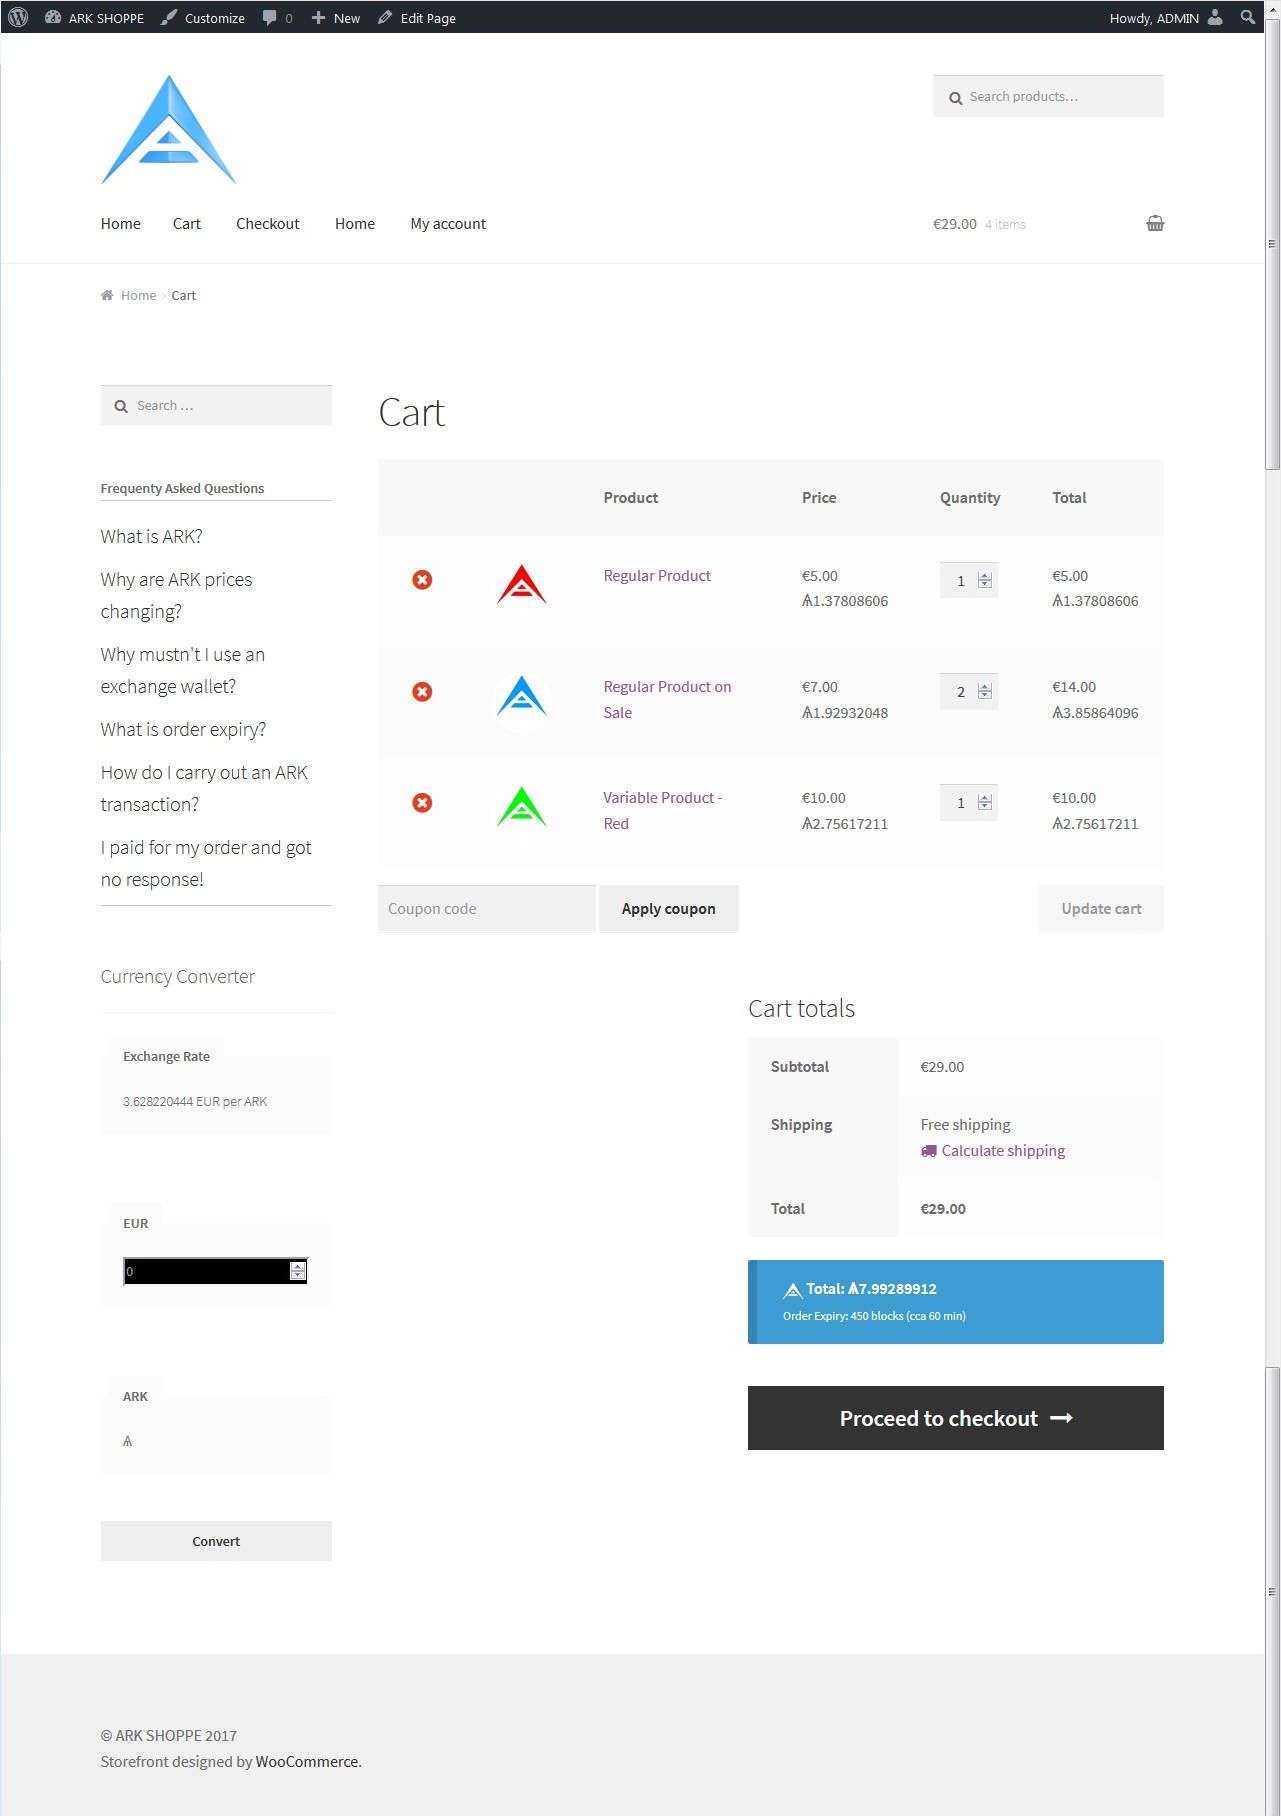 ARK SHOPPE Customize 0 New Edit Page Howdy, ADMIN
Search products…
Home Cart Checkout Home My account €29.00 4 items
Home › Cart
Search …
Cart
Frequenty Asked Questions
What is ARK?
Why are ARK prices
changing?
Why mustn't I use an
exchange wallet?
What is order expiry?
How do I carry out an ARK
transaction?
I paid for my order and got
no response!
Product Price Quantity Total
Regular Product €5.00 1 €5.00
₳1.37808606 ₳1.37808606
Regular Product on €7.00 2 €14.00
Sale ₳1.92932048 ₳3.85864096
Variable Product - €10.00 1 €10.00
Red ₳2.75617211 ₳2.75617211
Coupon code Apply coupon Update cart
Currency Converter
Exchange Rate
3.628220444 EUR per ARK
EUR
0
ARK
₳
Convert
Cart totals
Subtotal €29.00
Shipping Free shipping
Calculate shipping
Total €29.00
Total: ₳7.99289912
Order Expiry: 450 blocks (cca 60 min)
Proceed to checkout →
© ARK SHOPPE 2017
Storefront designed by WooCommerce.